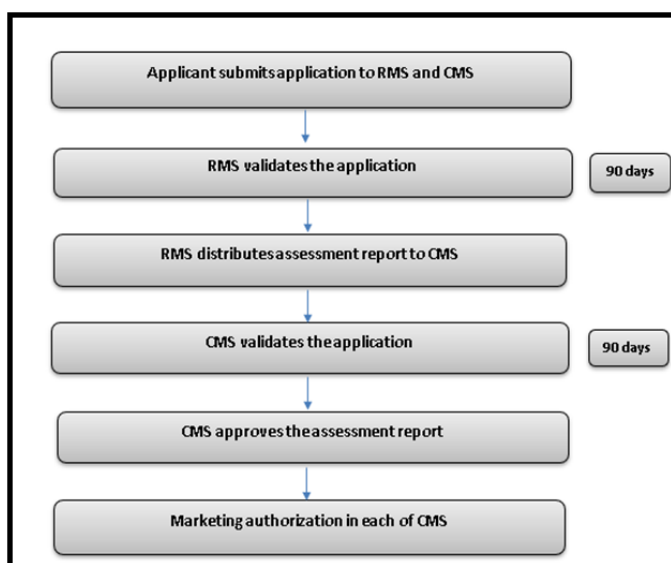 Applicant submits application to RMS and CMS
RMS validates the application
90 days
RMS distributes assessment report to CMS
CMS validates the application
90 days
CMS approves the assessment report
Marketing authorization in each of CMS